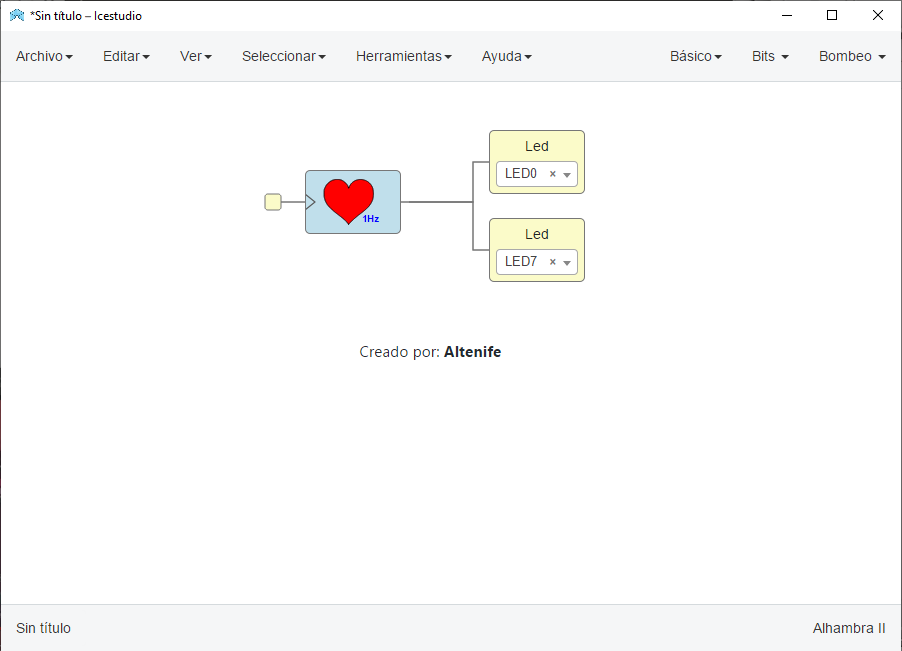 *Sin título – Icestudio
Archivo Editar Ver Seleccionar Herramientas Ayuda Básico Bits Bombeo
Led
LED0 ×
1Hz
Led
LED7 ×
Creado por: Altenife
Sin título Alhambra II